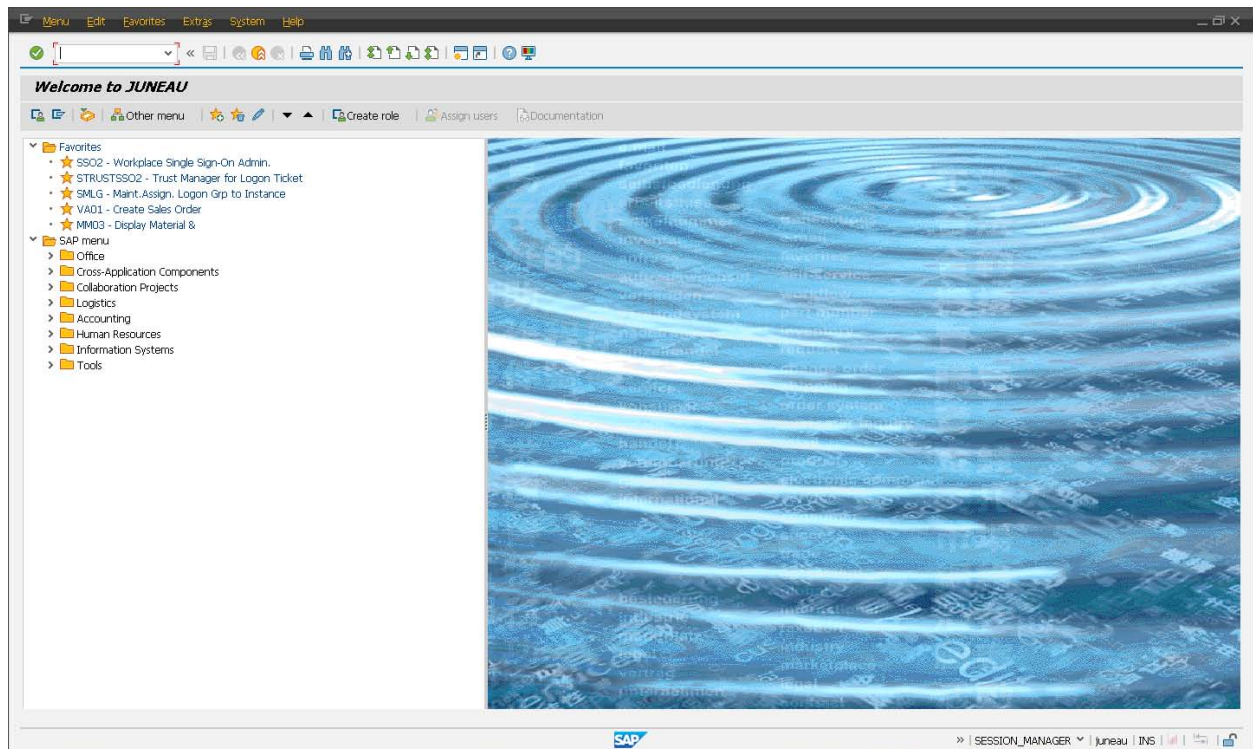 Menu Edit Favorites Extras System Help
Welcome to JUNEAU
Other menu Create role Assign users Documentation
Favorites
SSO2 - Workplace Single Sign-On Admin.
STRUSTSSO2 - Trust Manager for Logon Ticket
SMLG - Maint.Assign. Logon Grp to Instance
VA01 - Create Sales Order
MM03 - Display Material &
SAP menu
Office
Cross-Application Components
Collaboration Projects
Logistics
Accounting
Human Resources
Information Systems
Tools
SAP
SESSION_MANAGER juneau INS